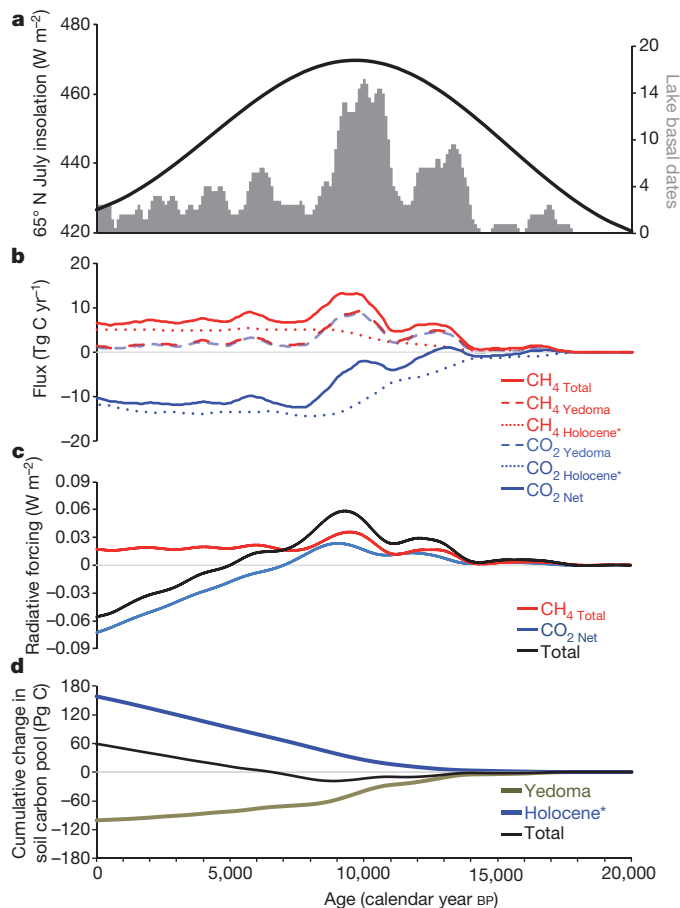 a
480
460
440
420
65° N July insolation (W m⁻²)
20
14
10
4
0
Lake basal dates
b
20
10
0
−10
−20
Flux (Tg C yr⁻¹)
CH₄ Total
CH₄ Yedoma
CH₄ Holocene*
CO₂ Yedoma
CO₂ Holocene*
CO₂ Net
c
0.09
0.06
0.03
0
−0.03
−0.06
−0.09
Radiative forcing (W m⁻²)
CH₄ Total
CO₂ Net
Total
d
180
120
60
0
−60
−120
−180
Cumulative change in
soil carbon pool (Pg C)
Yedoma
Holocene*
Total
0 5,000 10,000 15,000 20,000
Age (calendar year BP)